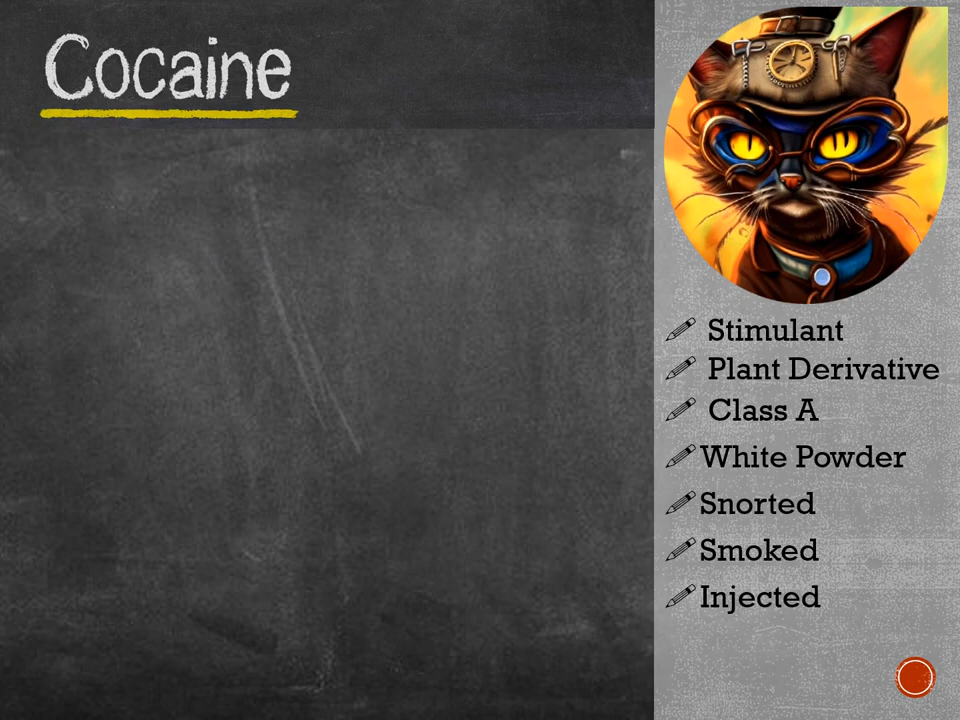 Cocaine
Stimulant
Plant Derivative
Class A
White Powder
Snorted
Smoked
Injected